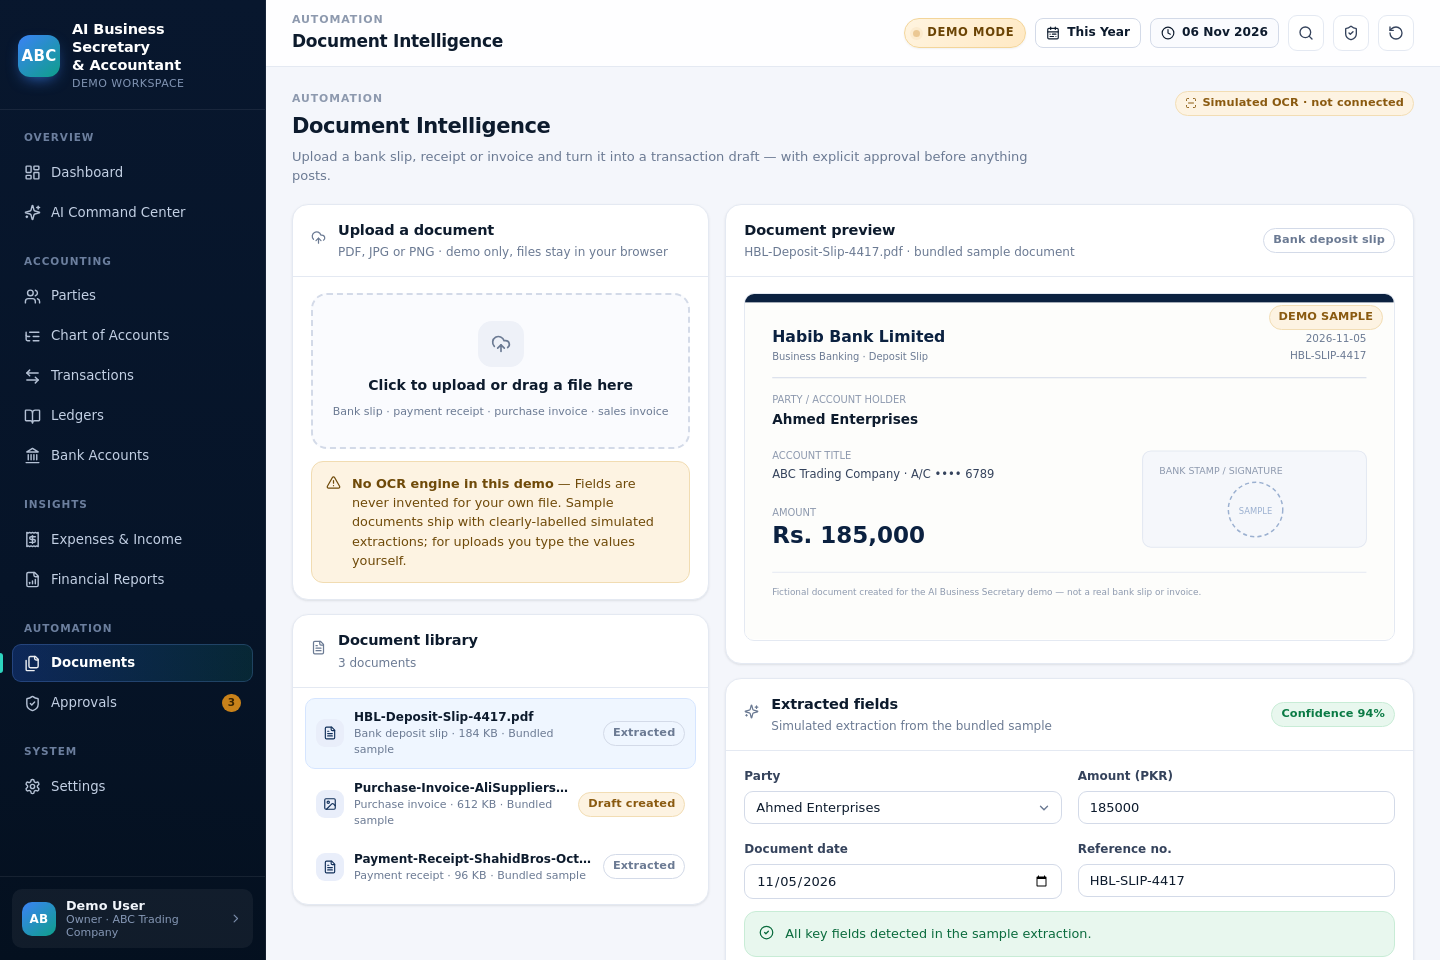 ABC
AI Business
Secretary
& Accountant
DEMO WORKSPACE
OVERVIEW
Dashboard
AI Command Center
ACCOUNTING
Parties
Chart of Accounts
Transactions
Ledgers
Bank Accounts
INSIGHTS
Expenses & Income
Financial Reports
AUTOMATION
Documents
Approvals
3
SYSTEM
Settings
AB
Demo User
Owner · ABC Trading
Company
AUTOMATION
Document Intelligence
DEMO MODE
This Year
06 Nov 2026
AUTOMATION
Document Intelligence
Upload a bank slip, receipt or invoice and turn it into a transaction draft — with explicit approval before anything
posts.
Simulated OCR · not connected
Upload a document
PDF, JPG or PNG · demo only, files stay in your browser
Click to upload or drag a file here
Bank slip · payment receipt · purchase invoice · sales invoice
No OCR engine in this demo — Fields are
never invented for your own file. Sample
documents ship with clearly-labelled simulated
extractions; for uploads you type the values
yourself.
Document library
3 documents
HBL-Deposit-Slip-4417.pdf
Bank deposit slip · 184 KB · Bundled
sample
Extracted
Purchase-Invoice-AliSuppliers...
Purchase invoice · 612 KB · Bundled
sample
Draft created
Payment-Receipt-ShahidBros-Oct...
Payment receipt · 96 KB · Bundled sample
Extracted
Document preview
HBL-Deposit-Slip-4417.pdf · bundled sample document
Bank deposit slip
DEMO SAMPLE
Habib Bank Limited
Business Banking · Deposit Slip
2026-11-05
HBL-SLIP-4417
PARTY / ACCOUNT HOLDER
Ahmed Enterprises
ACCOUNT TITLE
ABC Trading Company · A/C •••• 6789
AMOUNT
Rs. 185,000
BANK STAMP / SIGNATURE
SAMPLE
Fictional document created for the AI Business Secretary demo — not a real bank slip or invoice.
Extracted fields
Simulated extraction from the bundled sample
Confidence 94%
Party
Ahmed Enterprises
Amount (PKR)
185000
Document date
11/05/2026
Reference no.
HBL-SLIP-4417
All key fields detected in the sample extraction.